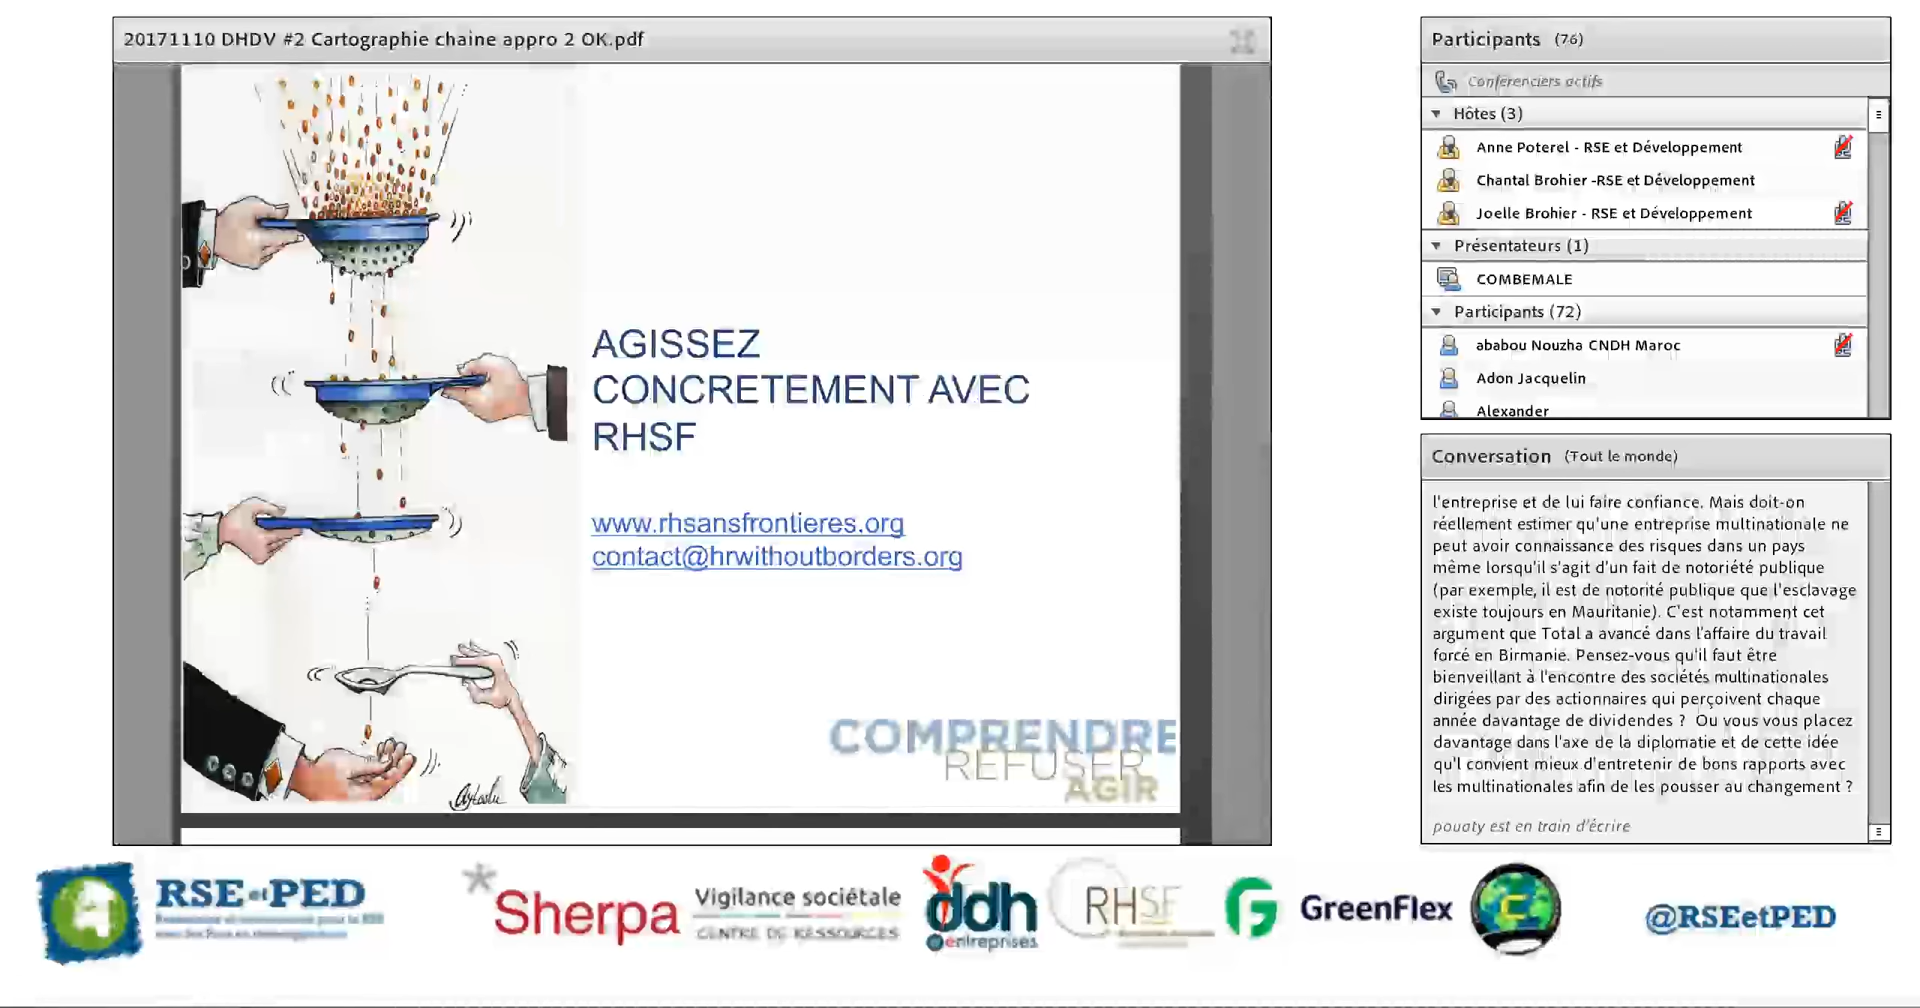 20171110 DHDV #2 Cartographie chaine appro 2 OK.pdf
AGISSEZ
CONCRETEMENT AVEC
RHSF
www.rhsansfrontieres.org
contact@hrwithoutborders.org
COMPRENDRE
REFUSER
AGIR
Participants (76)
Conférenciers actifs
Hôtes (3)
Anne Poterel - RSE et Développement
Chantal Brohier -RSE et Développement
Joelle Brohier - RSE et Développement
Présentateurs (1)
COMBEMALE
Participants (72)
ababou Nouzha CNDH Maroc
Adon Jacquelin
Alexander
Conversation (Tout le monde)
l'entreprise et de lui faire confiance. Mais doit-on
réellement estimer qu'une entreprise multinationale ne
peut avoir connaissance des risques dans un pays
même lorsqu'il s'agit d'un fait de notoriété publique
(par exemple, il est de notorité publique que l'esclavage
existe toujours en Mauritanie). C'est notamment cet
argument que Total a avancé dans l'affaire du travail
forcé en Birmanie. Pensez-vous qu'il faut être
bienveillant à l'encontre des sociétés multinationales
dirigées par des actionnaires qui perçoivent chaque
année davantage de dividendes ? Ou vous vous placez
davantage dans l'axe de la diplomatie et de cette idée
qu'l convient mieux d'entretenir de bons rapports avec
les multinationales afin de les pousser au changement ?
pouaty est en train d'écrire
RSE et PED
Sherpa
Vigilance sociétale
CENTRE DE RESSOURCES
ddh
@entreprises
RHSF
GreenFlex
@RSEetPED